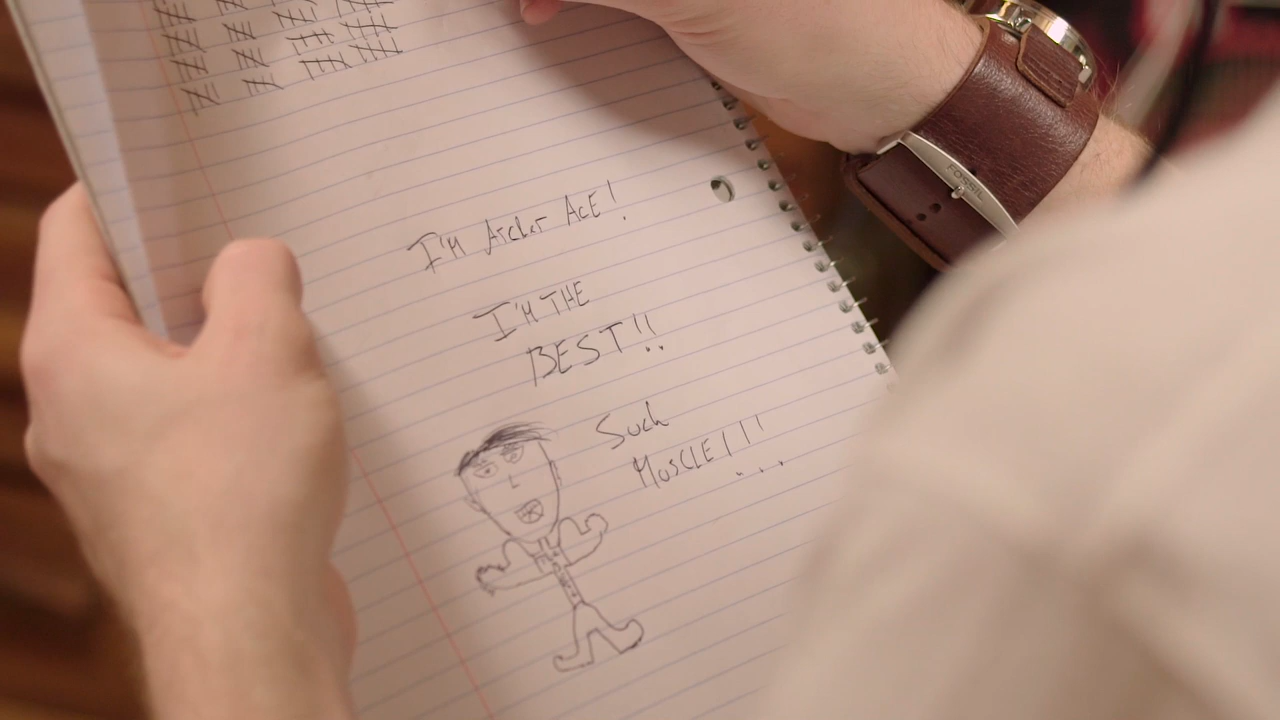 I'M Archer ACE!
I'M THE
BEST!!
Such
MUSCLE!!!
...
FOSSIL